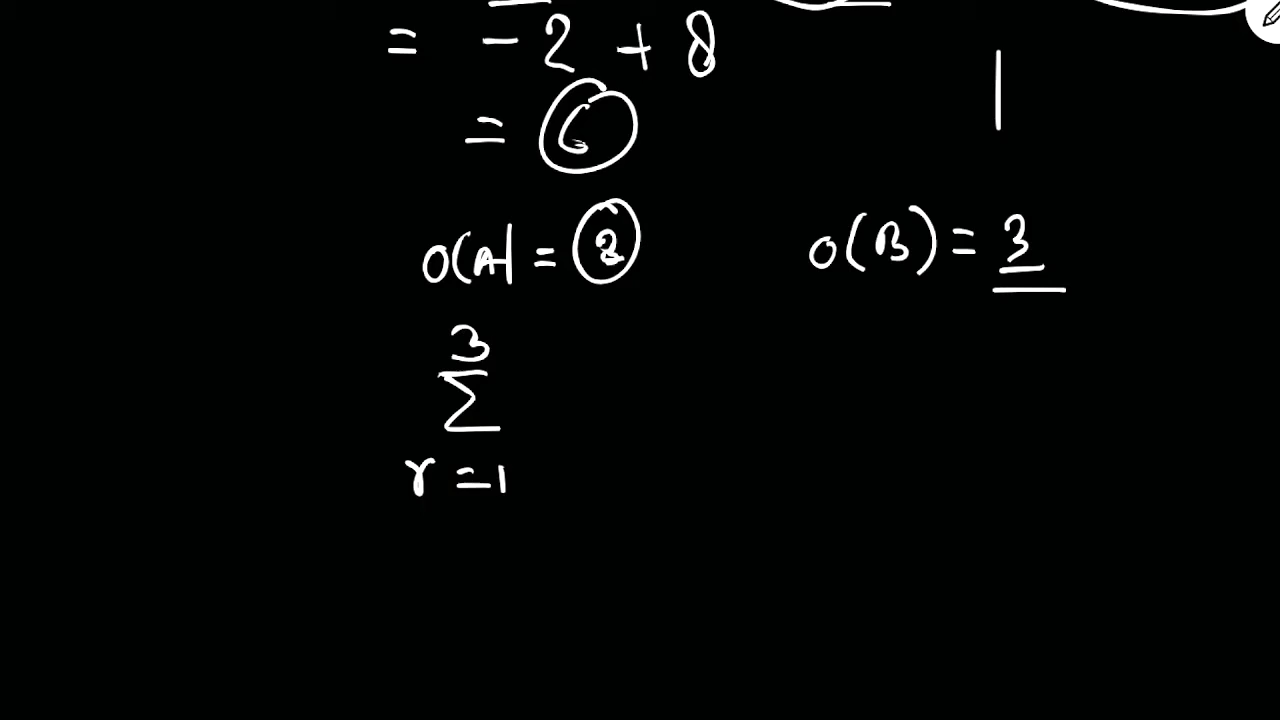 = - 2 + 8
= 6
O(A) = 2
O(B) = 3
3
Σ
r = 1